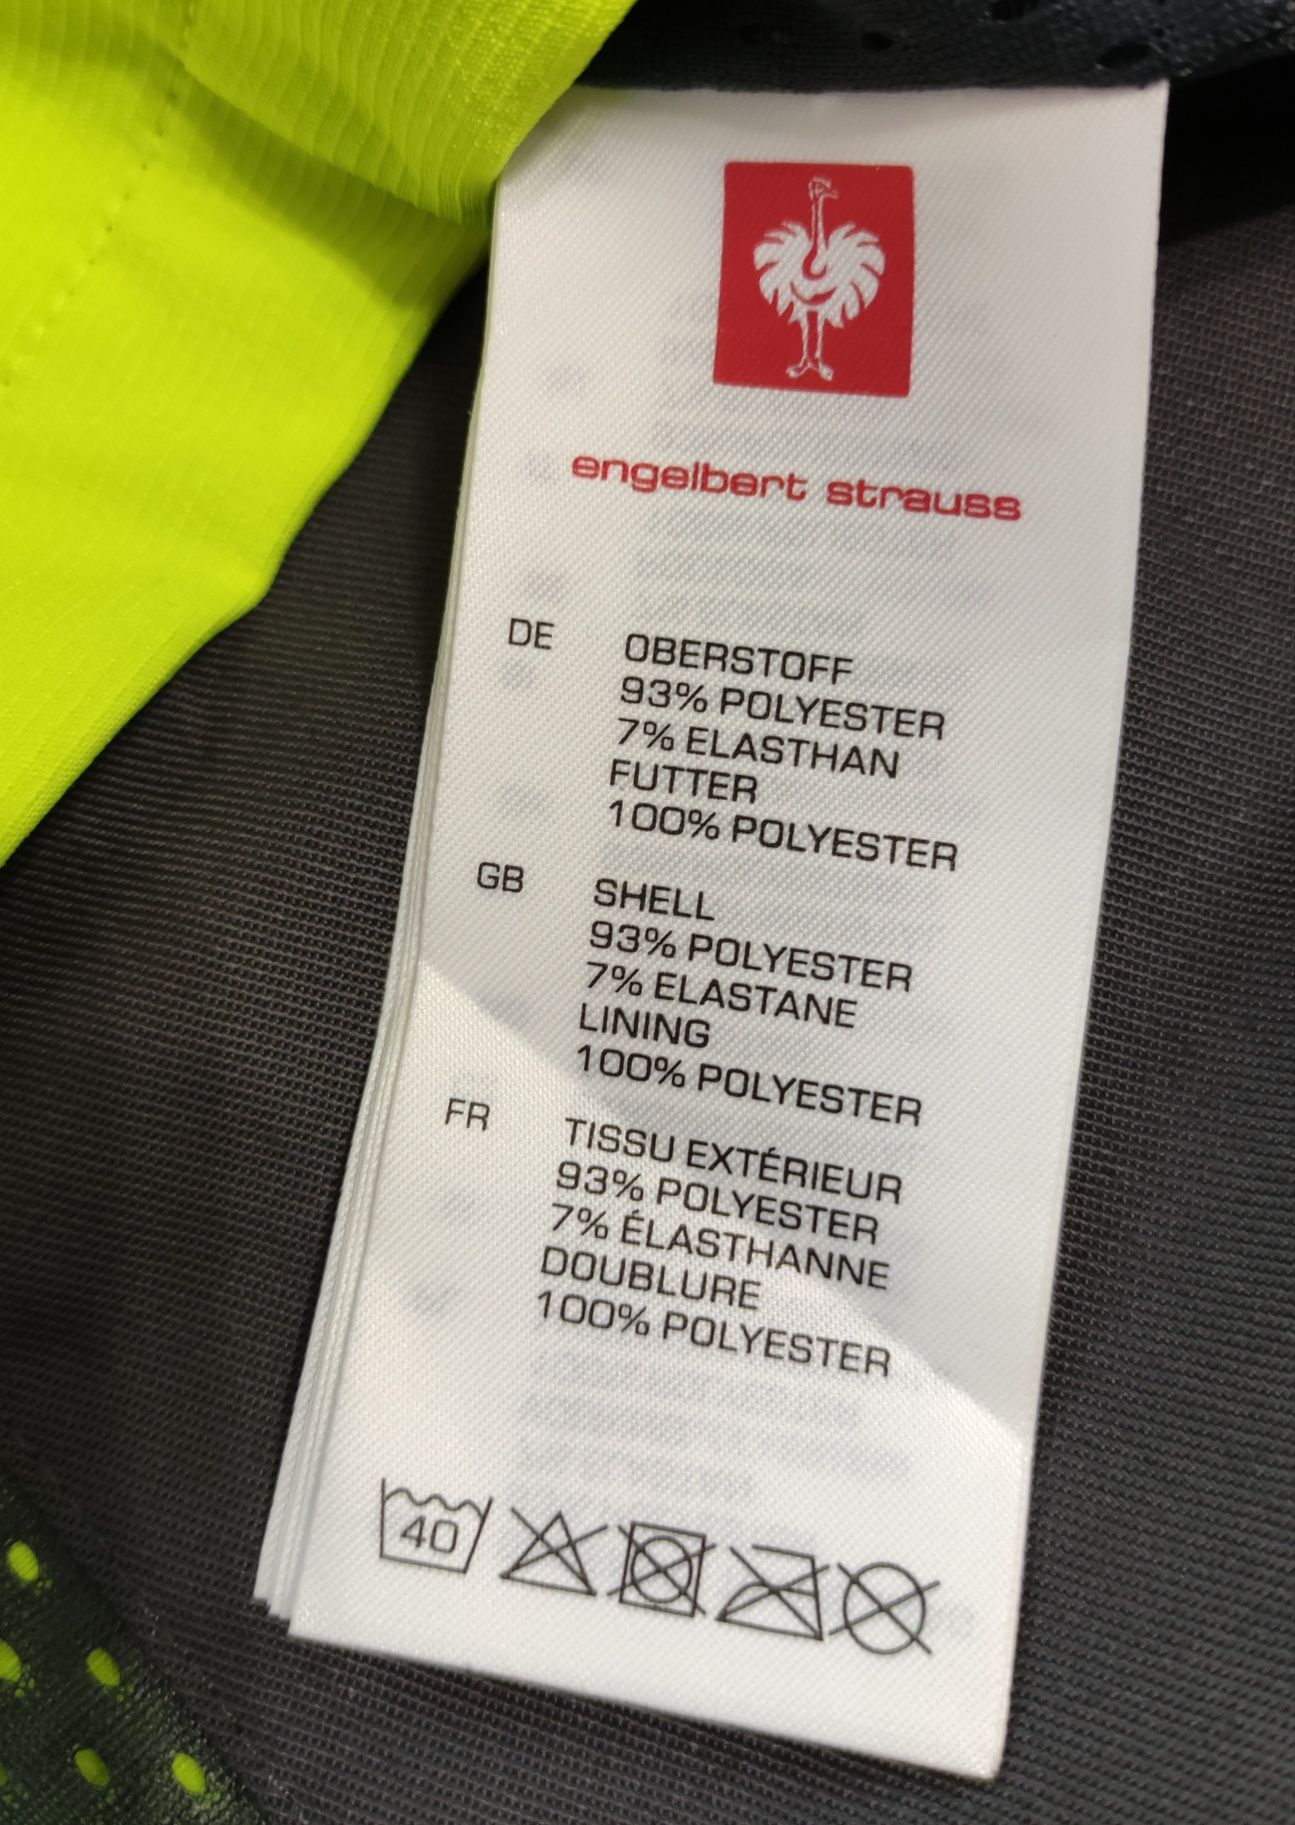 engelbert strauss
DE OBERSTOFF
93% POLYESTER
7% ELASTHAN
FUTTER
100% POLYESTER
GB SHELL
93% POLYESTER
7% ELASTANE
LINING
100% POLYESTER
FR TISSU EXTÉRIEUR
93% POLYESTER
7% ÉLASTHANNE
DOUBLURE
100% POLYESTER
40